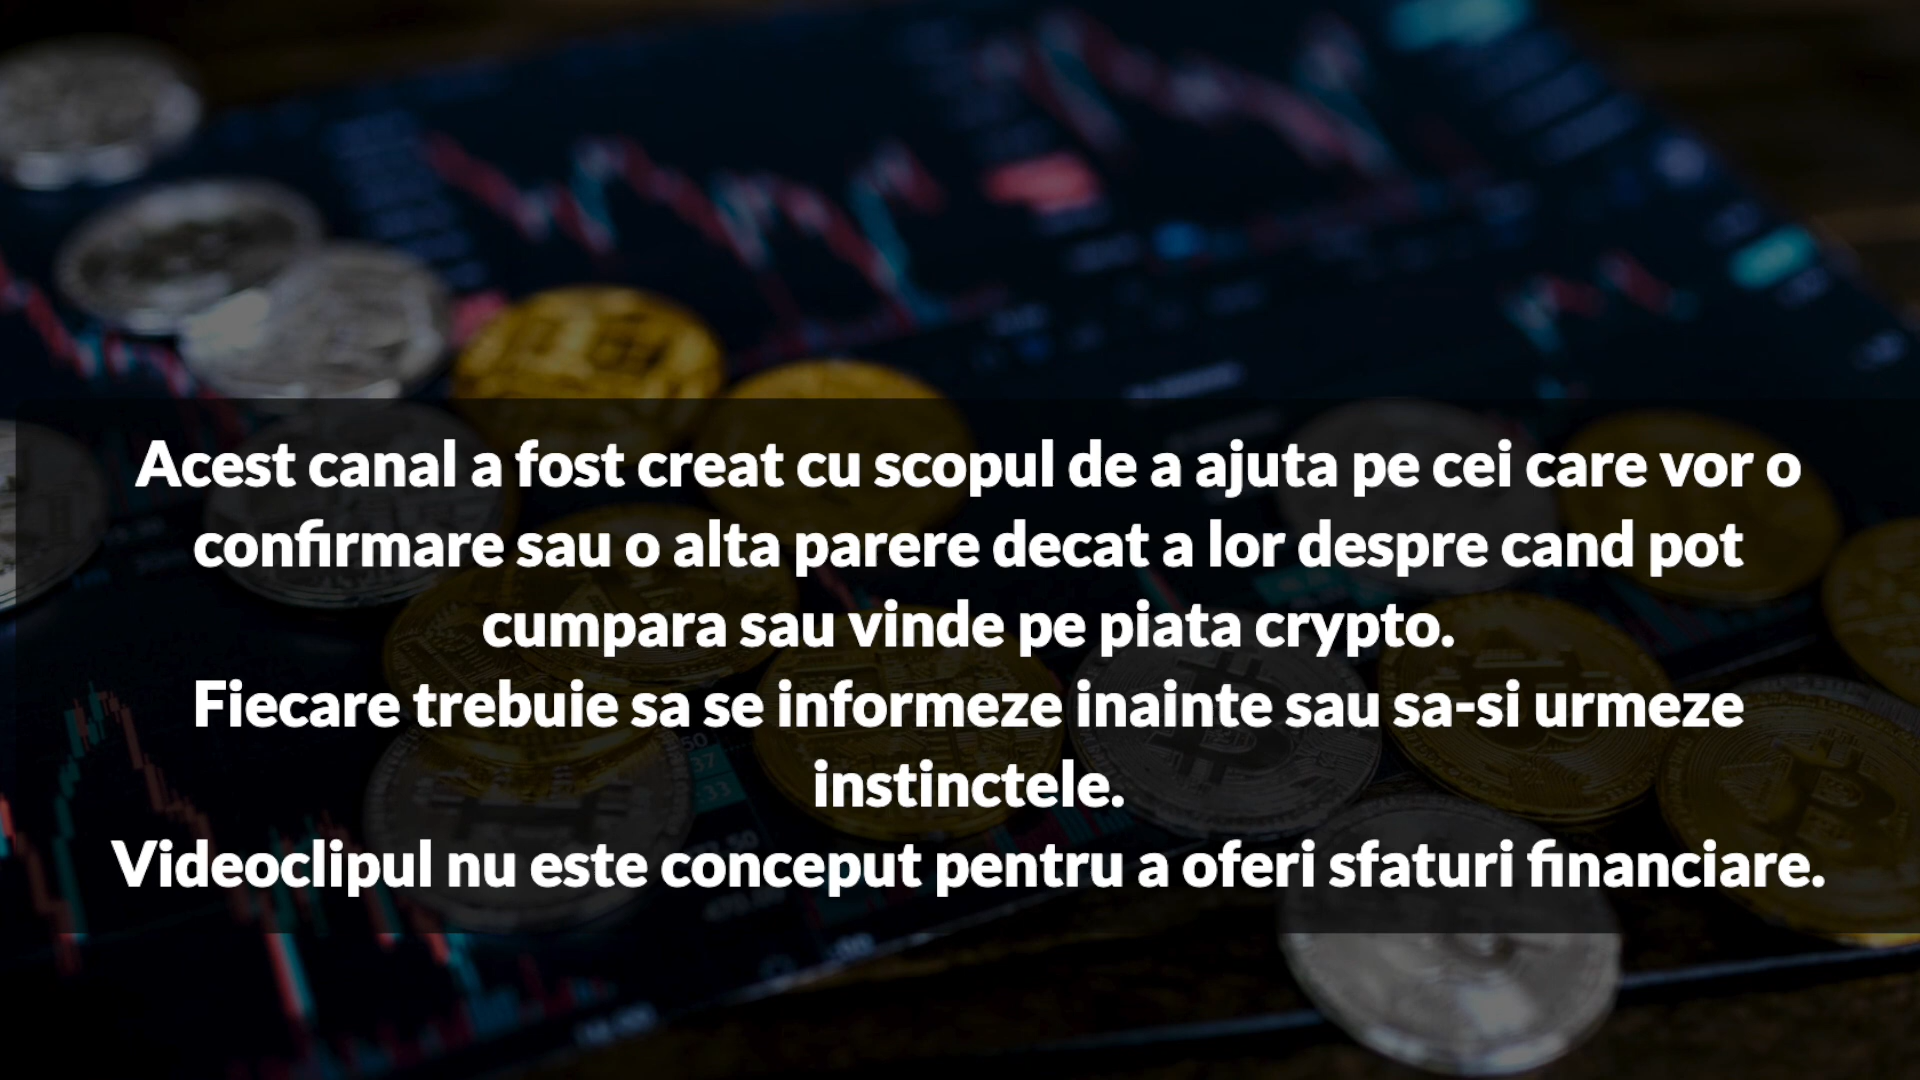 Acest canal a fost creat cu scopul de a ajuta pe cei care vor o
confirmare sau o alta parere decat a lor despre cand pot
cumpara sau vinde pe piata crypto.
Fiecare trebuie sa se informeze inainte sau sa-si urmeze
instinctele.
Videoclipul nu este conceput pentru a oferi sfaturi financiare.